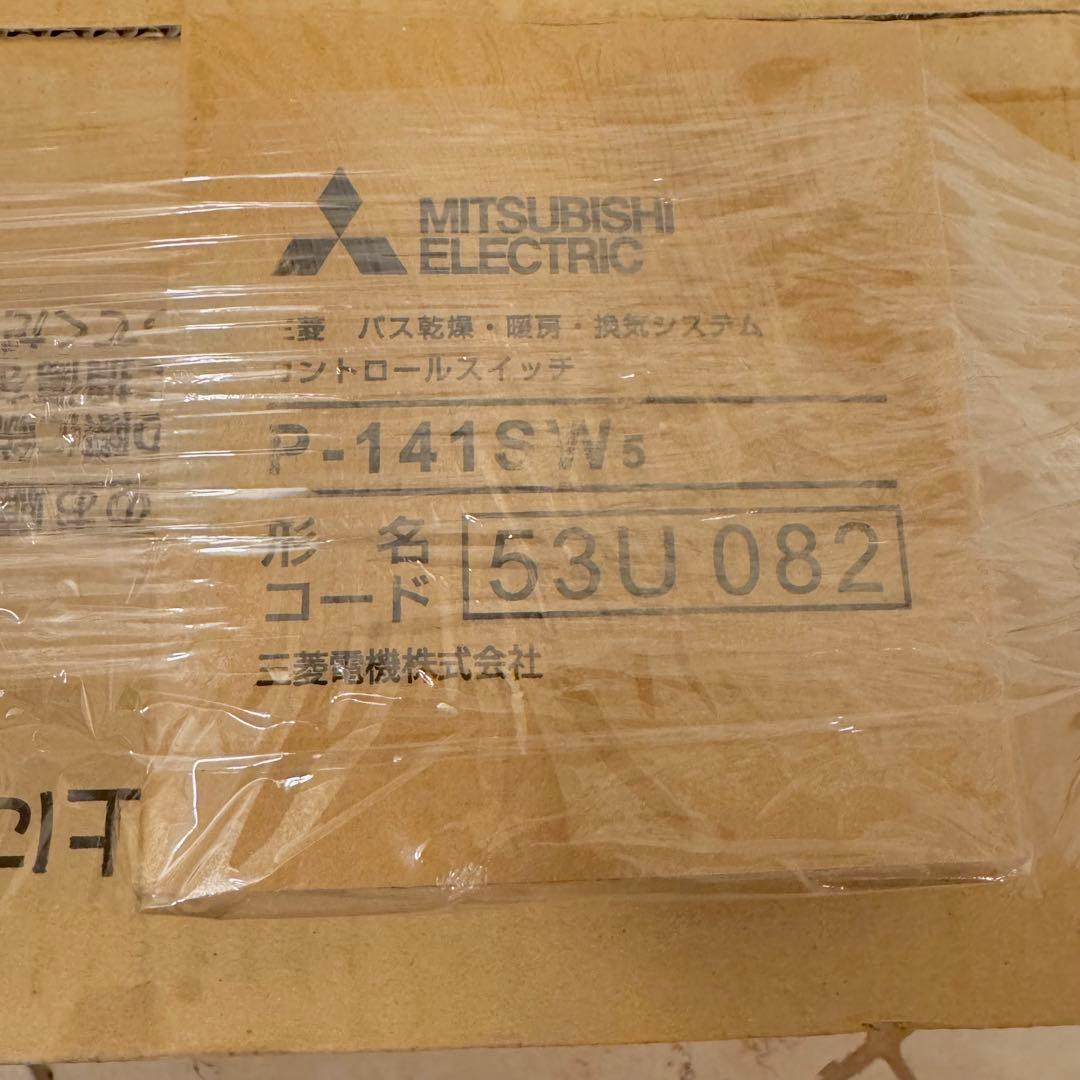 MITSUBISHI
ELECTRIC
三菱 バス乾燥・暖房・換気システム
コントロールスイッチ
P-141SW5
形名
コード
53U 082
三菱電機株式会社